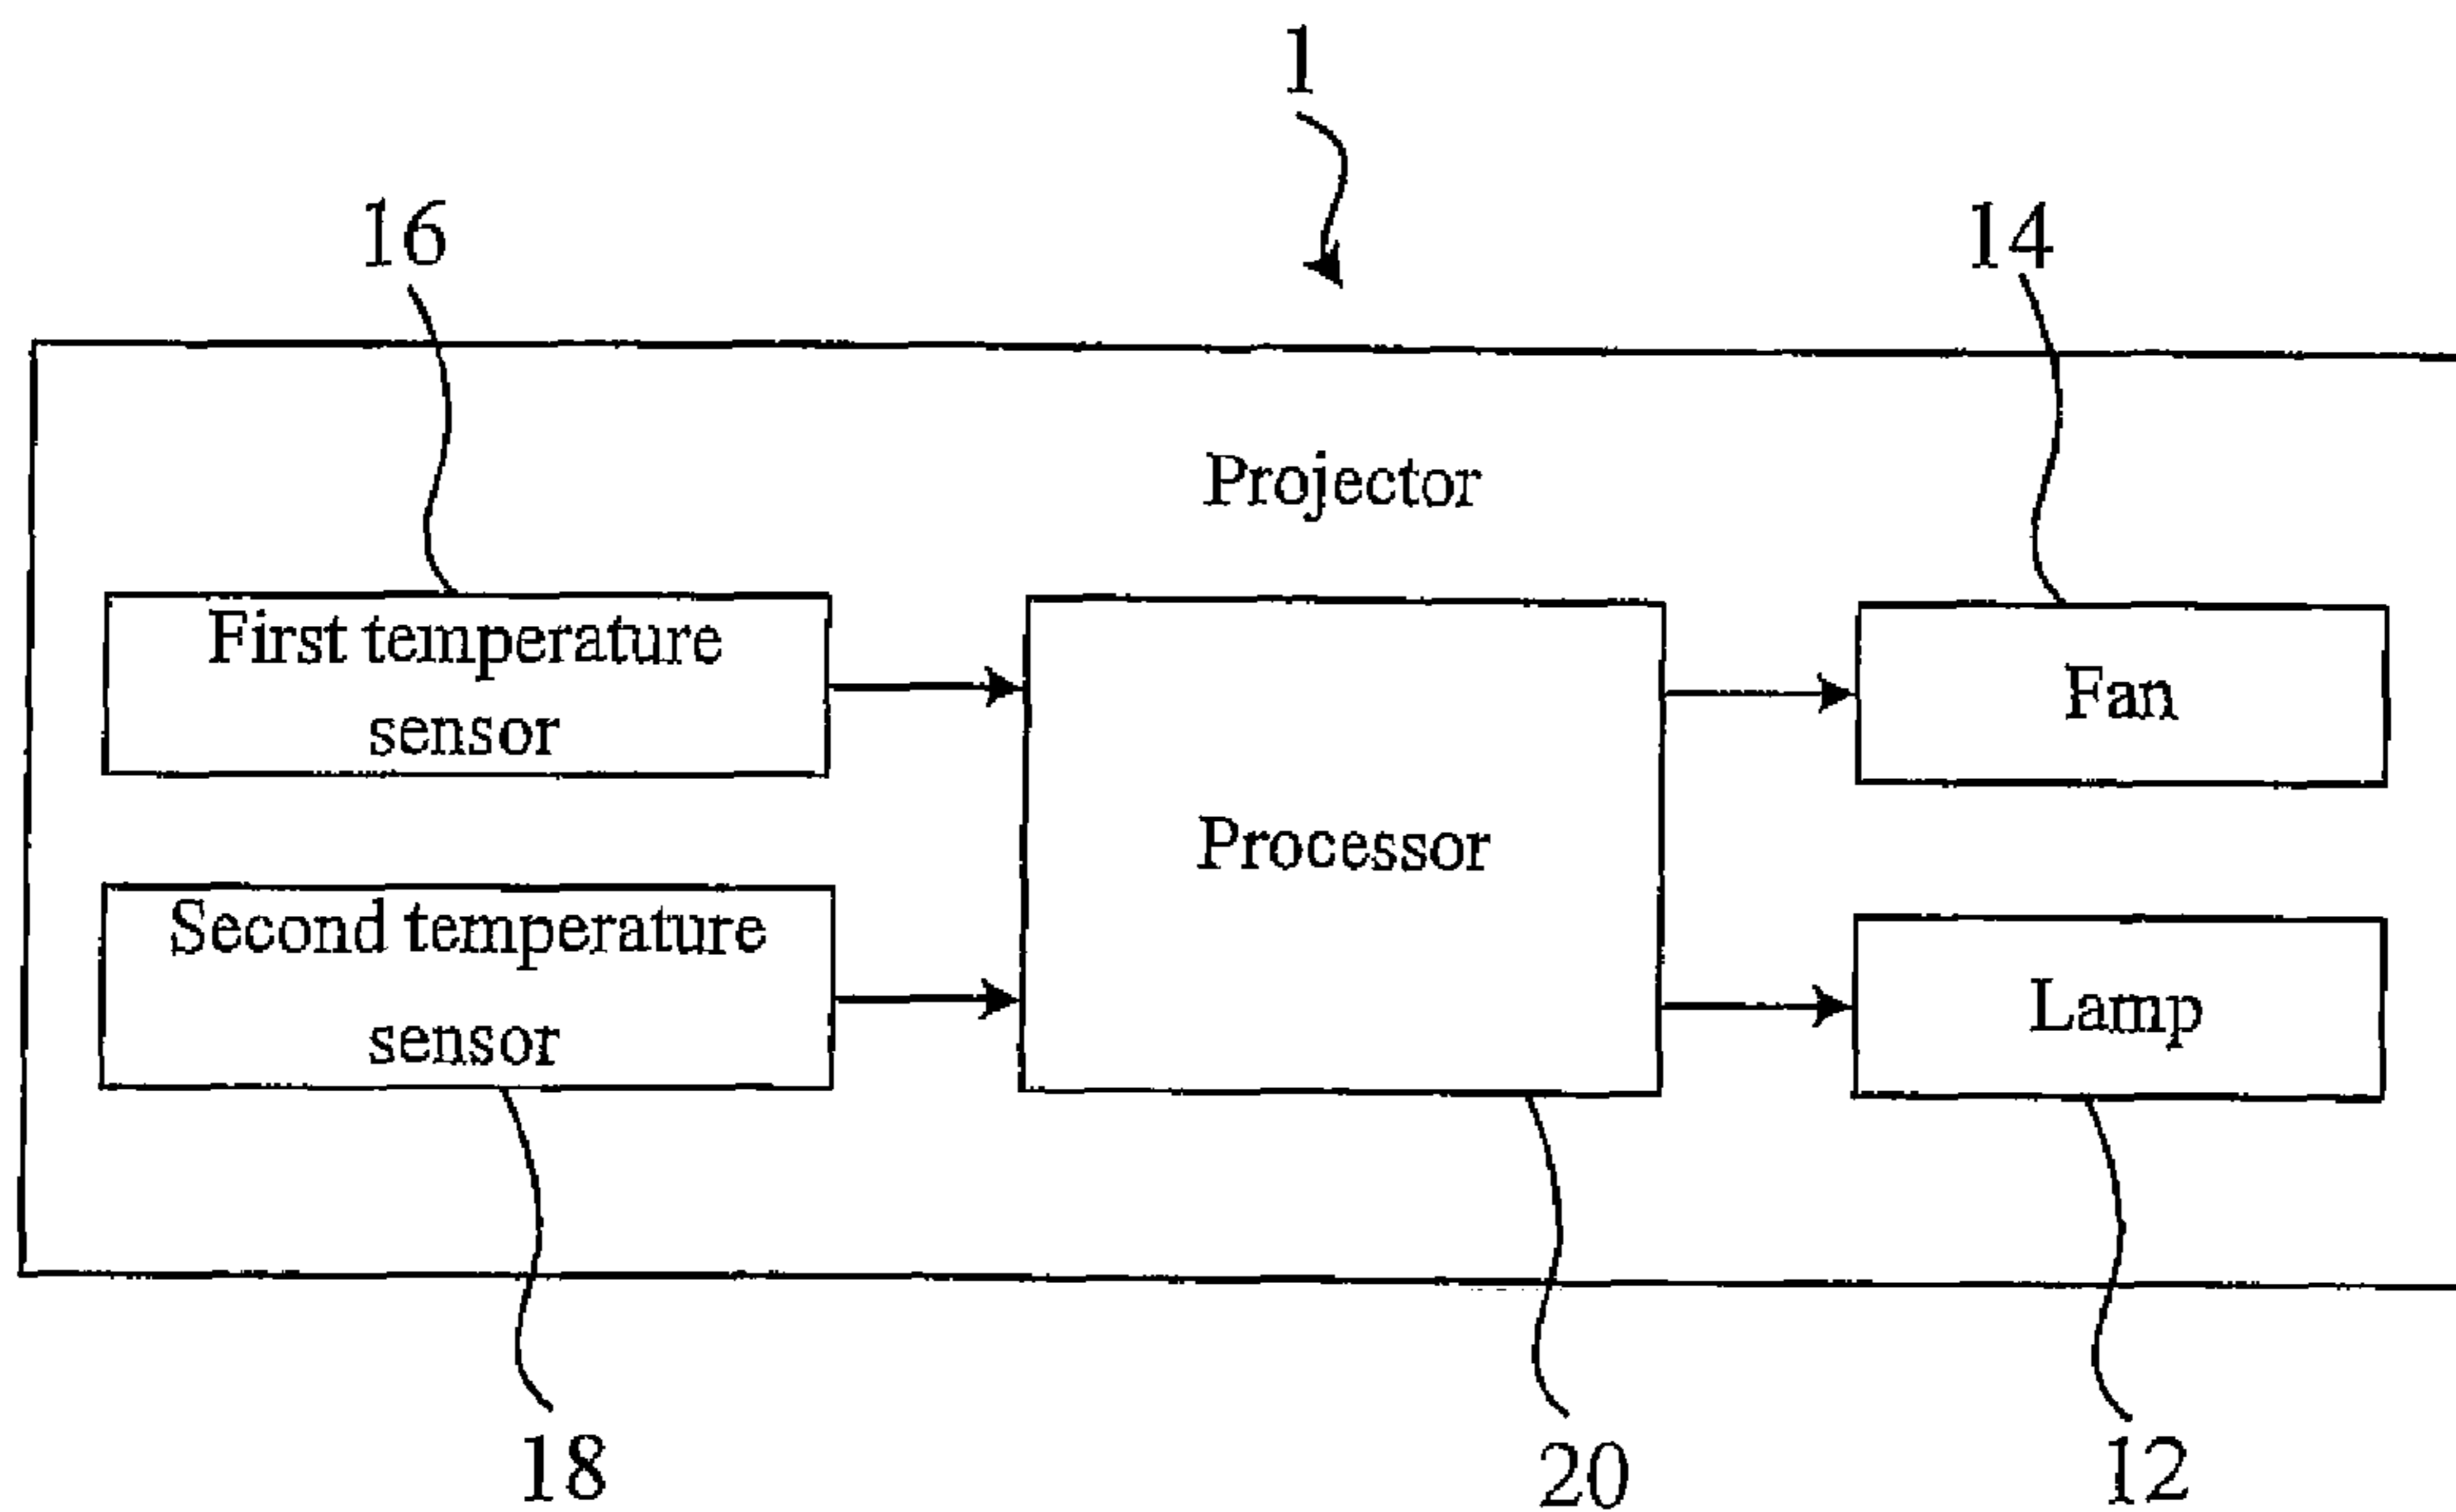 1
16
14
Projector
First temperature
sensor
Fan
Processor
Second temperature
sensor
Lamp
18
20
12